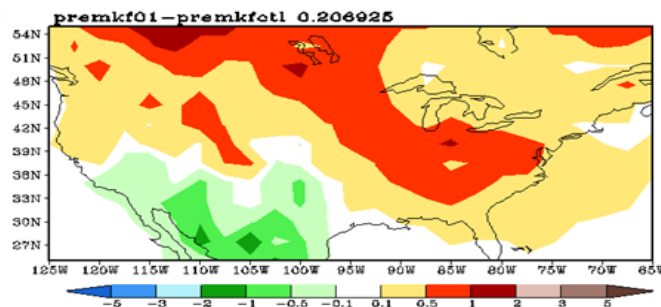 premkf01-premkfctl 0.206925
54N
51N
48N
45N
42N
39N
36N
33N
30N
27N
125W 120W 115W 110W 105W 100W 95W 90W 85W 80W 75W 70W 65W
-5 -3 -2 -1 -0.5 -0.1 0.1 0.5 1 2 3 5